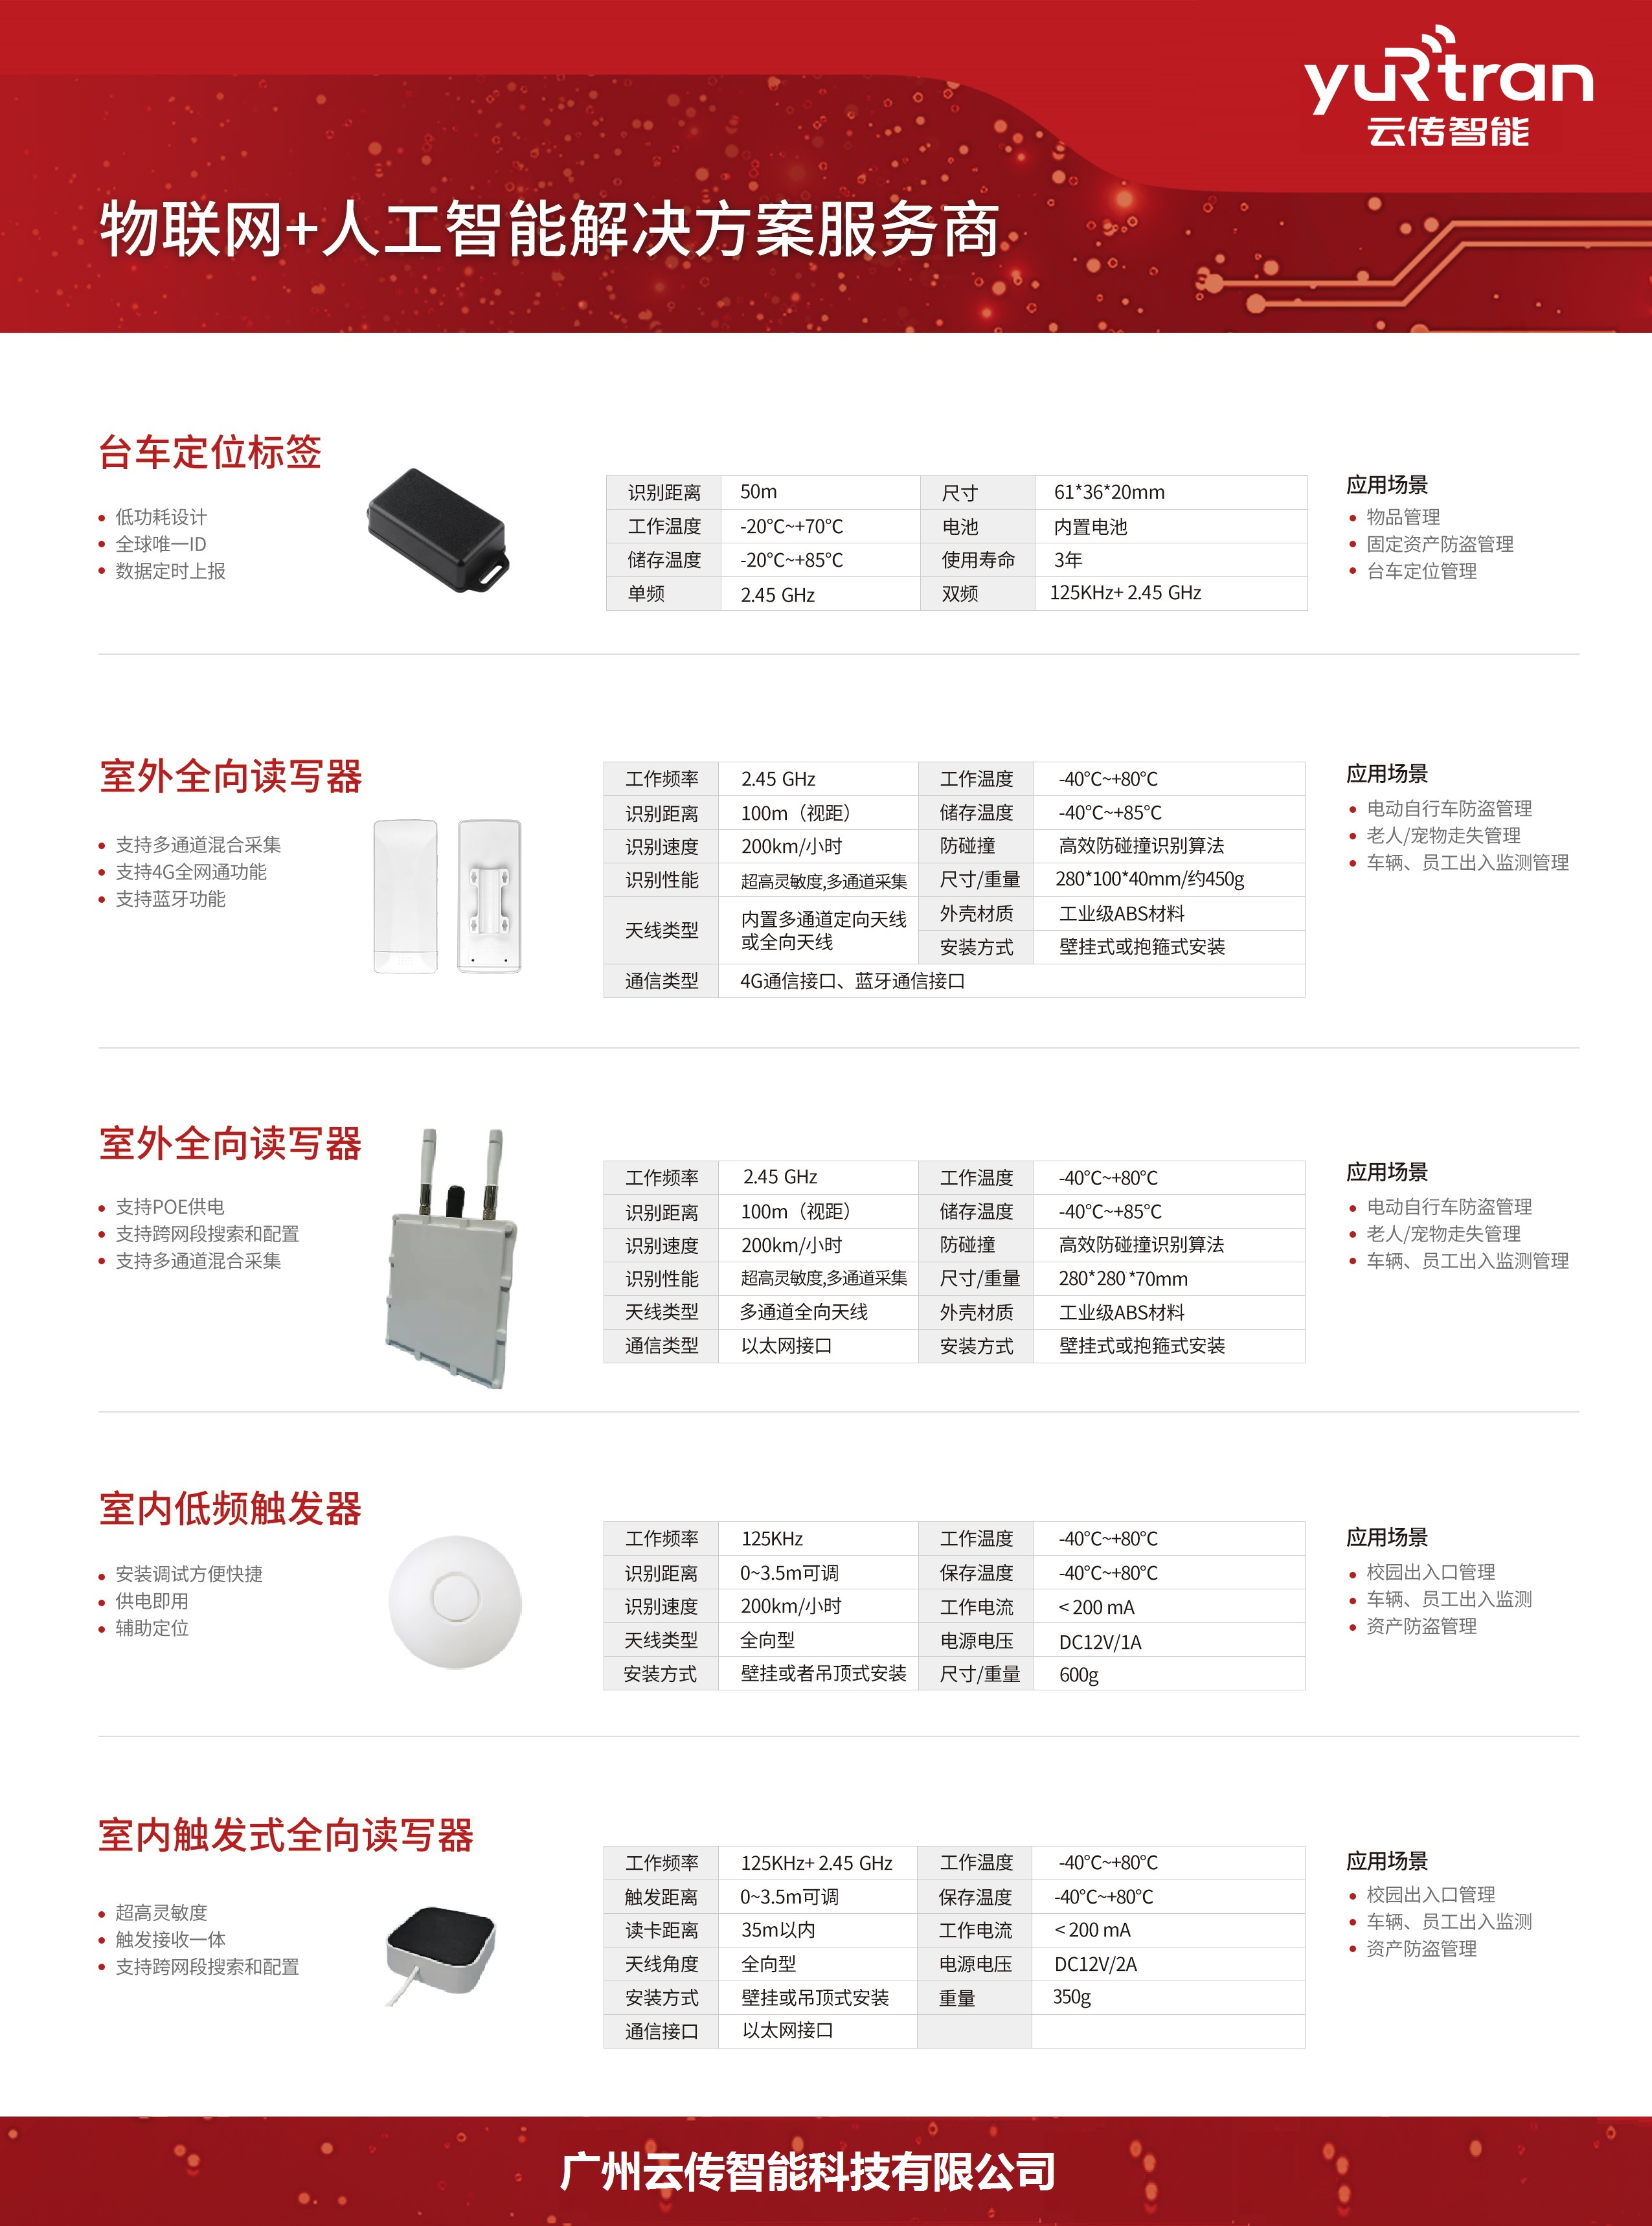 yuRtran
云传智能
物联网+人工智能解决方案服务商
台车定位标签
低功耗设计
全球唯一ID
数据定时上报
识别距离 50m 尺寸 61*36*20mm
工作温度 -20℃~+70℃ 电池 内置电池
储存温度 -20℃~+85℃ 使用寿命 3年
单频 2.45 GHz 双频 125KHz+ 2.45 GHz
应用场景
物品管理
固定资产防盗管理
台车定位管理
室外全向读写器
支持多通道混合采集
支持4G全网通功能
支持蓝牙功能
工作频率 2.45 GHz 工作温度 -40℃~+80℃
识别距离 100m（视距） 储存温度 -40℃~+85℃
识别速度 200km/小时 防碰撞 高效防碰撞识别算法
识别性能 超高灵敏度,多通道采集 尺寸/重量 280*100*40mm/约450g
天线类型 内置多通道定向天线 外壳材质 工业级ABS材料
或全向天线 安装方式 壁挂式或抱箍式安装
通信类型 4G通信接口、蓝牙通信接口
应用场景
电动自行车防盗管理
老人/宠物走失管理
车辆、员工出入监测管理
室外全向读写器
支持POE供电
支持跨网段搜索和配置
支持多通道混合采集
工作频率 2.45 GHz 工作温度 -40℃~+80℃
识别距离 100m（视距） 储存温度 -40℃~+85℃
识别速度 200km/小时 防碰撞 高效防碰撞识别算法
识别性能 超高灵敏度,多通道采集 尺寸/重量 280*280*70mm
天线类型 多通道全向天线 外壳材质 工业级ABS材料
通信类型 以太网接口 安装方式 壁挂式或抱箍式安装
应用场景
电动自行车防盗管理
老人/宠物走失管理
车辆、员工出入监测管理
室内低频触发器
安装调试方便快捷
供电即用
辅助定位
工作频率 125KHz 工作温度 -40℃~+80℃
识别距离 0~3.5m可调 保存温度 -40℃~+80℃
识别速度 200km/小时 工作电流 < 200 mA
天线类型 全向型 电源电压 DC12V/1A
安装方式 壁挂或者吊顶式安装 尺寸/重量 600g
应用场景
校园出入口管理
车辆、员工出入监测
资产防盗管理
室内触发式全向读写器
超高灵敏度
触发接收一体
支持跨网段搜索和配置
工作频率 125KHz+ 2.45 GHz 工作温度 -40℃~+80℃
触发距离 0~3.5m可调 保存温度 -40℃~+80℃
读卡距离 35m以内 工作电流 < 200 mA
天线角度 全向型 电源电压 DC12V/2A
安装方式 壁挂或吊顶式安装 重量 350g
通信接口 以太网接口
应用场景
校园出入口管理
车辆、员工出入监测
资产防盗管理
广州云传智能科技有限公司